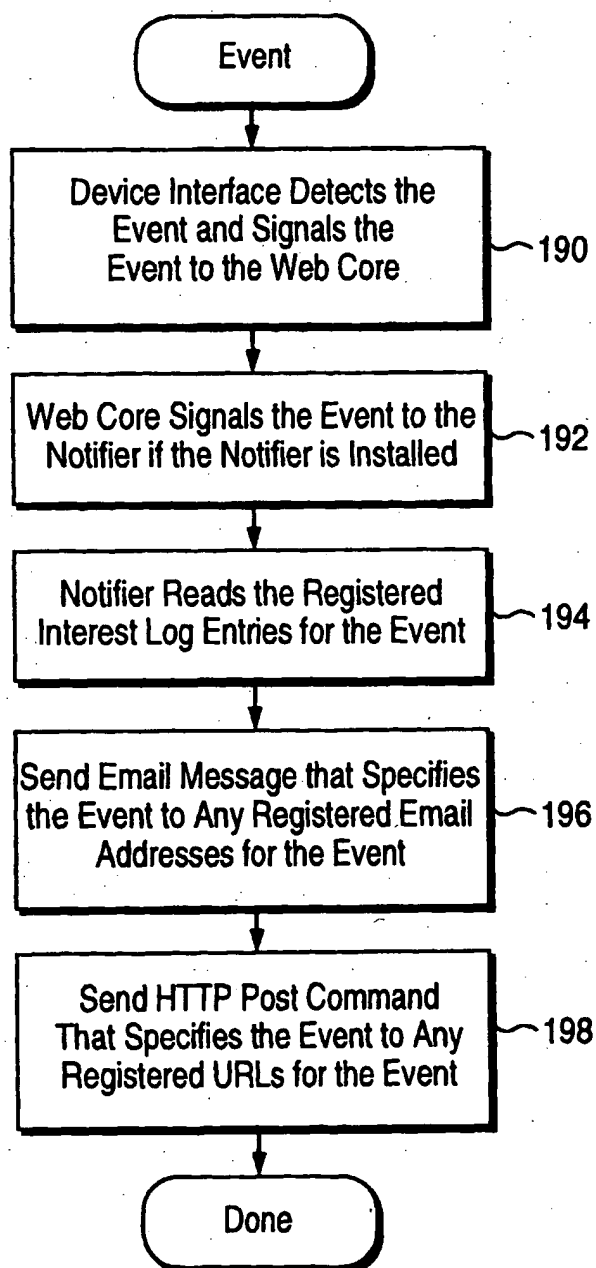 Event
Device Interface Detects the
Event and Signals the
Event to the Web Core
190
Web Core Signals the Event to the
Notifier if the Notifier is Installed
192
Notifier Reads the Registered
Interest Log Entries for the Event
194
Send Email Message that Specifies
the Event to Any Registered Email
Addresses for the Event
196
Send HTTP Post Command
That Specifies the Event to Any
Registered URLs for the Event
198
Done